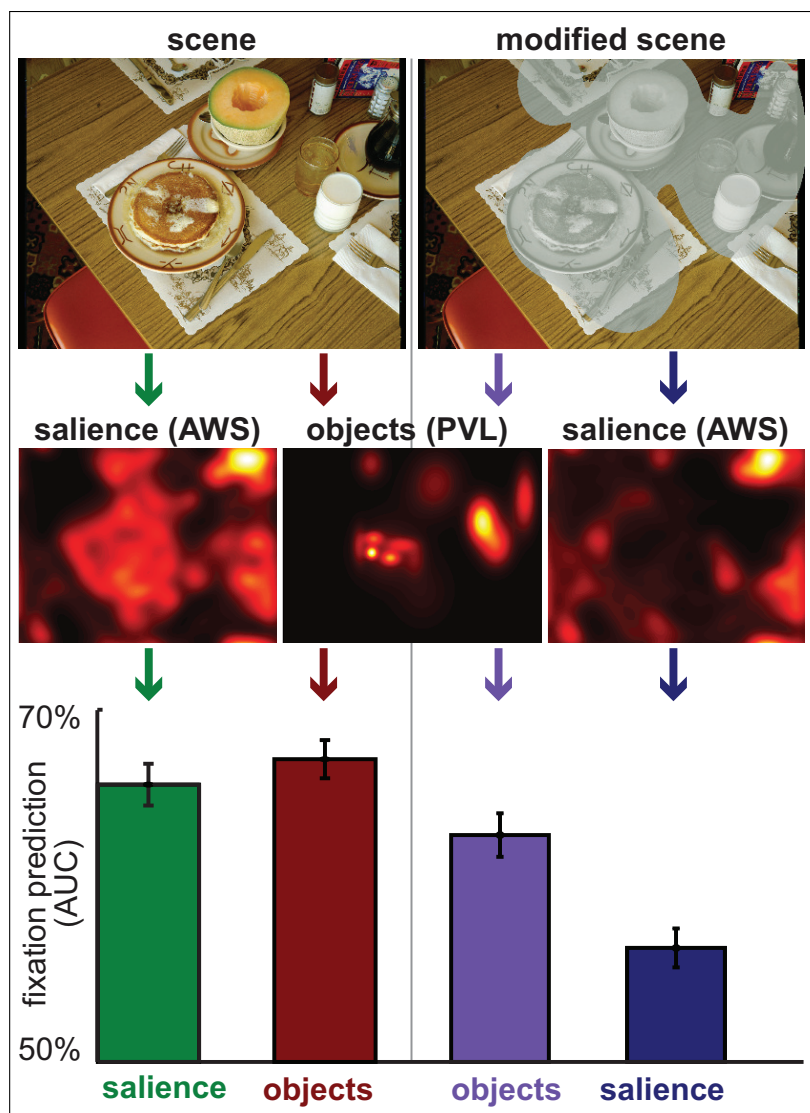 scene
modified scene
salience (AWS)
objects (PVL)
salience (AWS)
70%
fixation prediction
(AUC)
50%
salience
objects
objects
salience